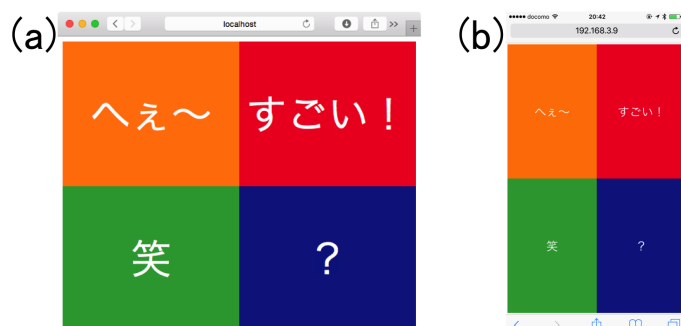 (a)
localhost
へぇ〜
すごい！
笑
？
(b)
docomo
20:42
192.168.3.9
へぇ〜
すごい！
笑
？